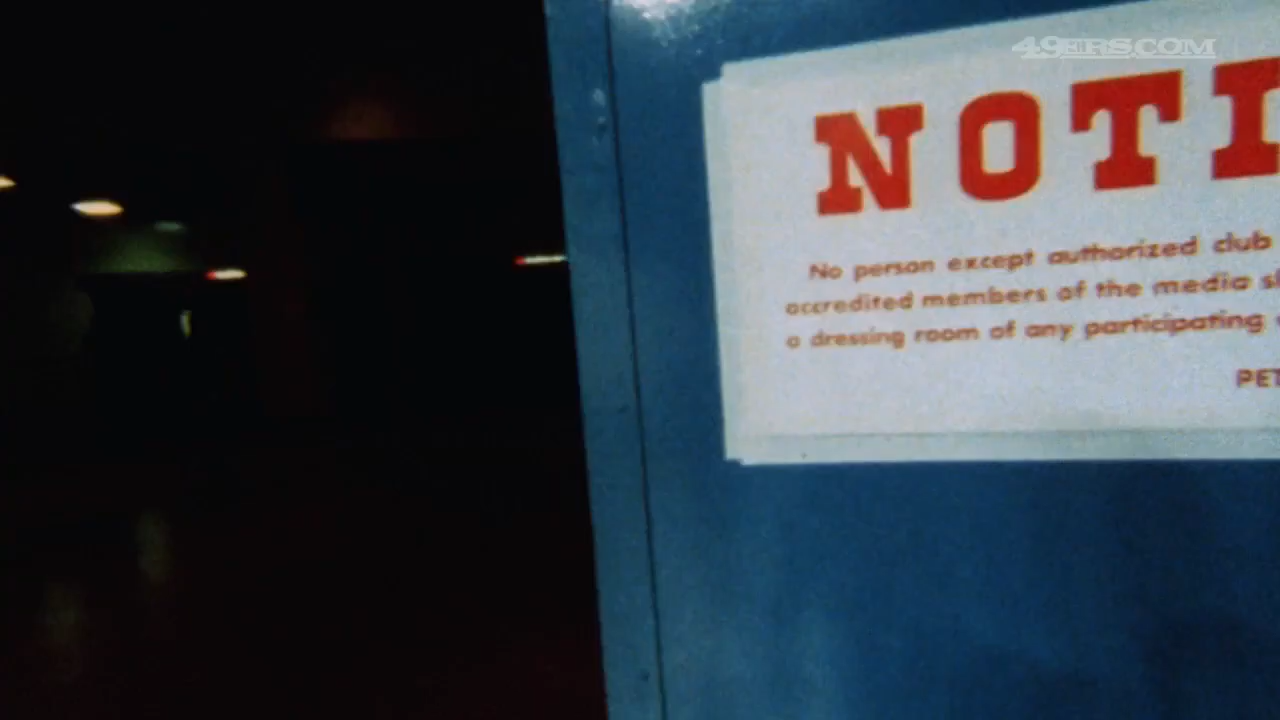 49ERS.COM
NOTI
No person except authorized club
accredited members of the media s
a dressing room of any participating
PET